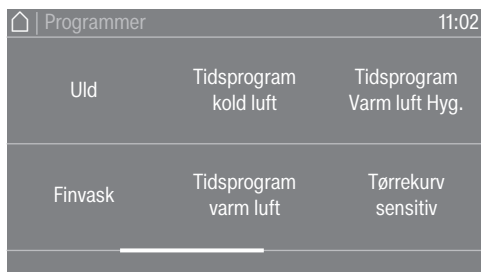 | Programmer
11:02
Uld
Tidsprogram
kold luft
Tidsprogram
Varm luft Hyg.
Finvask
Tidsprogram
varm luft
Tørrekurv
sensitiv